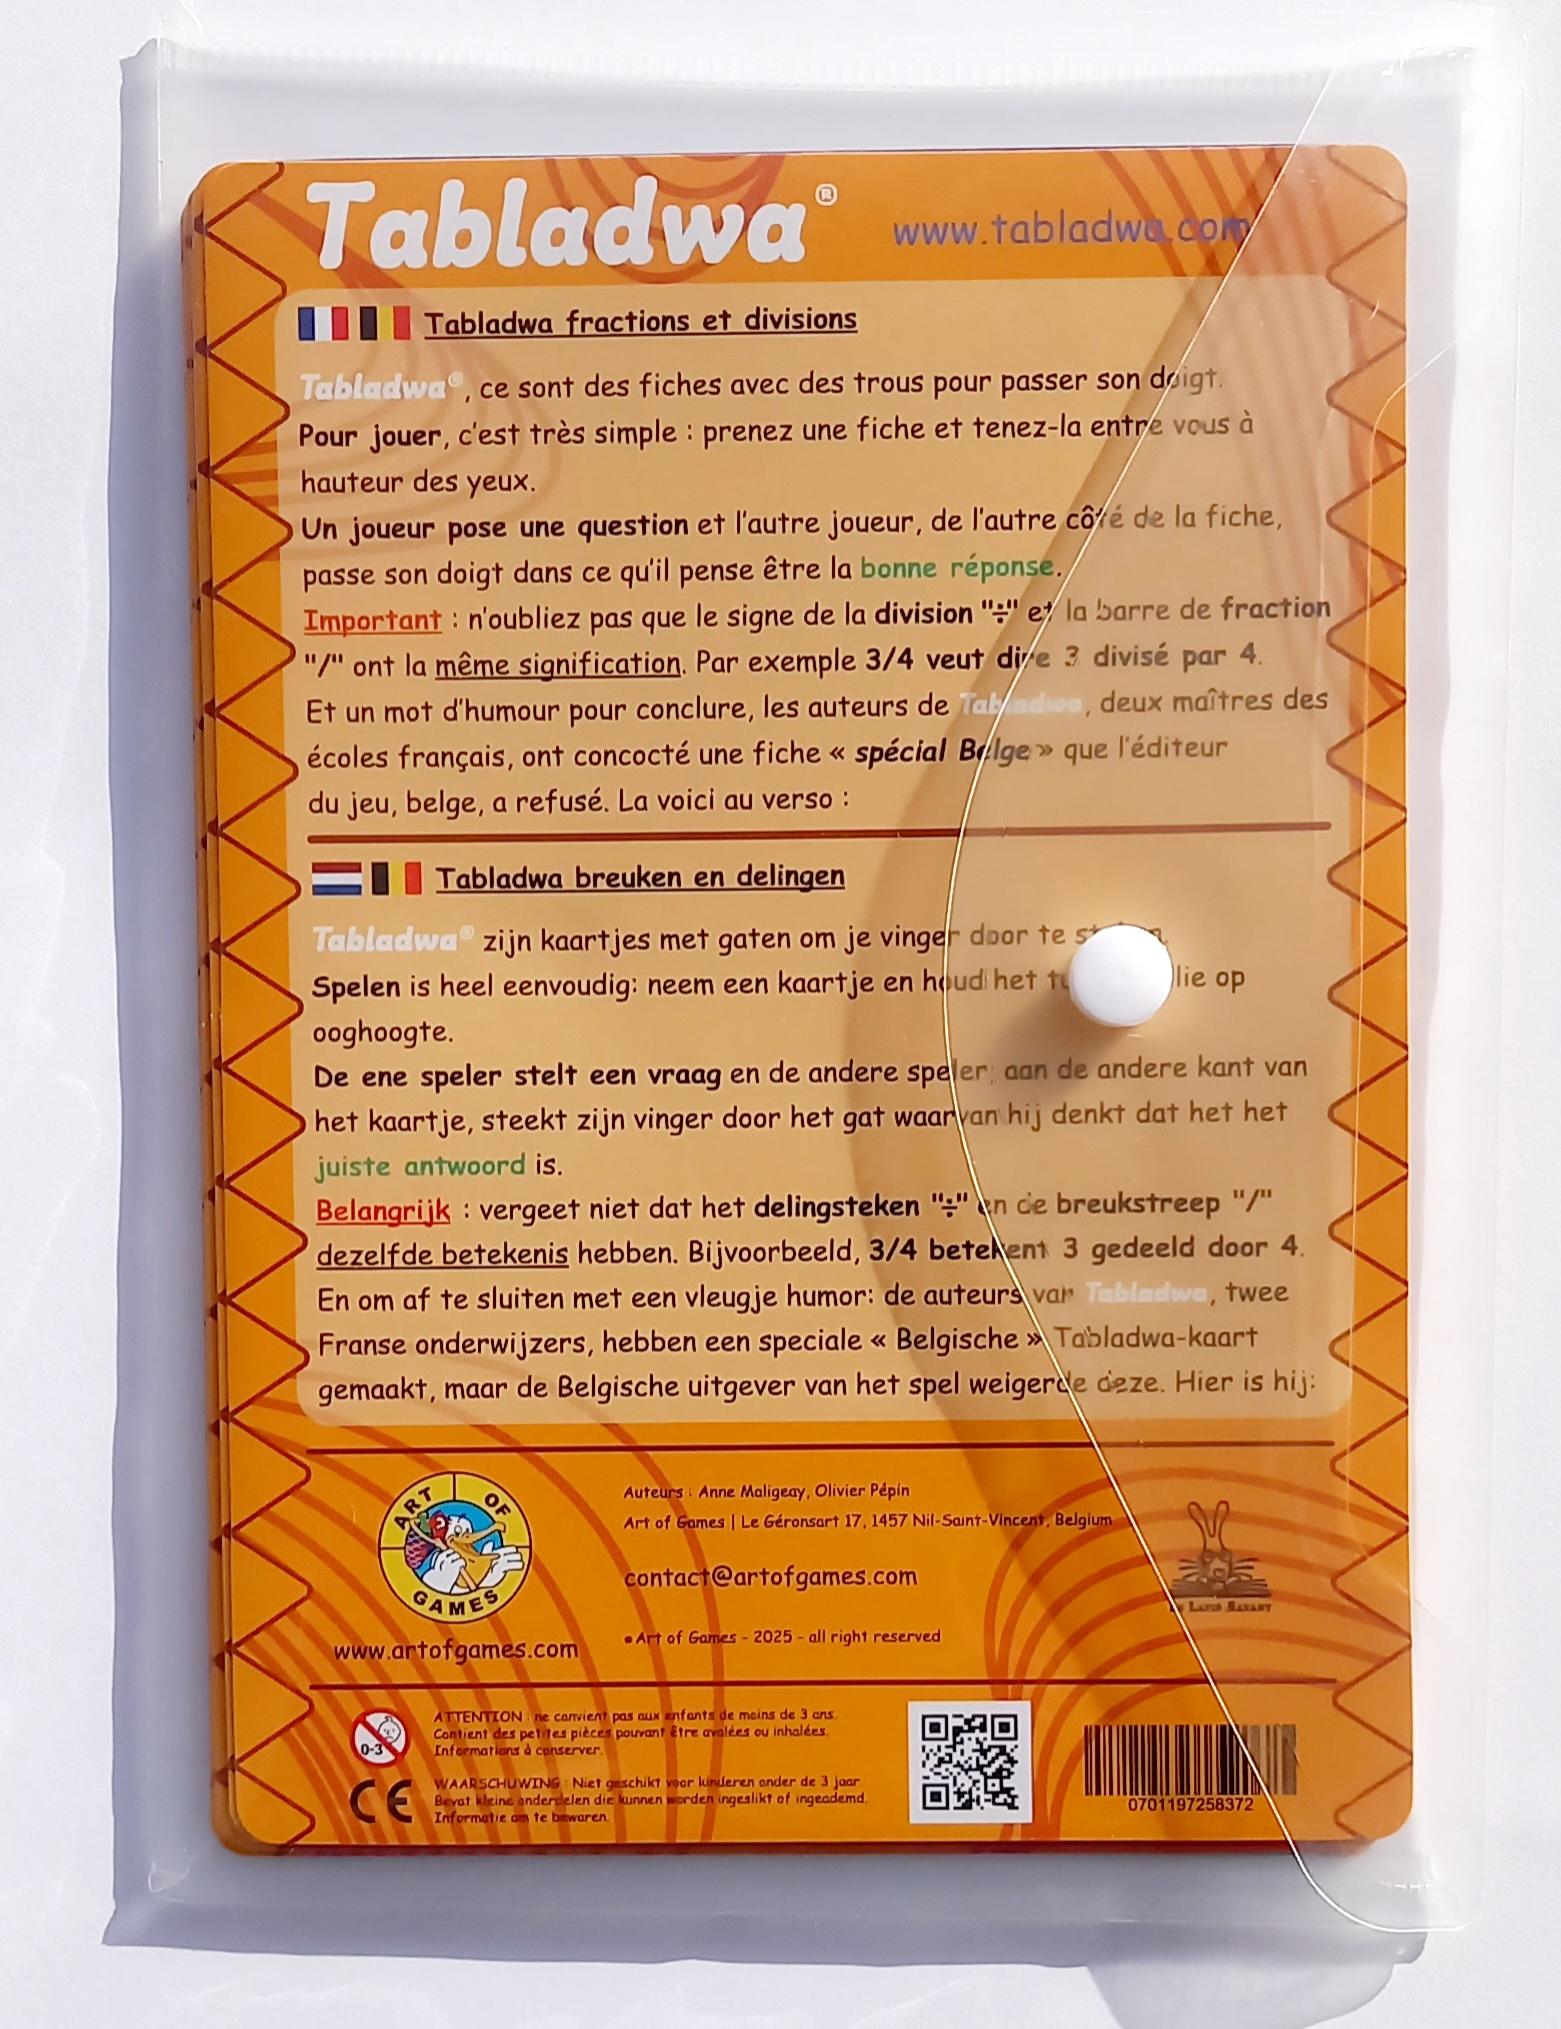 Tabladwa®
www.tabladwa.com
Tabladwa fractions et divisions
Tabladwa®, ce sont des fiches avec des trous pour passer son doigt.
Pour jouer, c'est très simple : prenez une fiche et tenez-la entre vous à
hauteur des yeux.
Un joueur pose une question et l'autre joueur, de l'autre côté de la fiche,
passe son doigt dans ce qu'il pense être la bonne réponse.
Important : n'oubliez pas que le signe de la division "÷" et la barre de fraction
"/" ont la même signification. Par exemple 3/4 veut dire 3 divisé par 4.
Et un mot d'humour pour conclure, les auteurs de Tabladwa, deux maîtres des
écoles français, ont concocté une fiche « spécial Belge » que l'éditeur
du jeu, belge, a refusé. La voici au verso :
Tabladwa breuken en delingen
Tabladwa® zijn kaartjes met gaten om je vinger door te
Spelen is heel eenvoudig: neem een kaartje en houd het op
ooghoogte.
De ene speler stelt een vraag en de andere speler, aan de andere kant van
het kaartje, steekt zijn vinger door het gat waarvan hij denkt dat het het
juiste antwoord is.
Belangrijk : vergeet niet dat het delingsteken "÷" en de breukstreep "/"
dezelfde betekenis hebben. Bijvoorbeeld, 3/4 betekent 3 gedeeld door 4.
En om af te sluiten met een vleugje humor: de auteurs van Tabladwa, twee
Franse onderwijzers, hebben een speciale « Belgische » Tabladwa-kaart
gemaakt, maar de Belgische uitgever van het spel weigerde deze. Hier is hij:
ART OF GAMES
www.artofgames.com
Auteurs : Anne Maligeay, Olivier Pépin
Art of Games | Le Géronsart 17, 1457 Nil-Saint-Vincent, Belgium
contact@artofgames.com
Art of Games - 2025 - all right reserved
Le Lapin Savant
0-3
ATTENTION : ne convient pas aux enfants de moins de 3 ans.
Contient des petites pièces pouvant être avalées ou inhalées.
Informations à conserver.
CE
WAARSCHUWING : Niet geschikt voor kinderen onder de 3 jaar.
Bevat kleine onderdelen die kunnen worden ingeslikt of ingeademd.
Informatie om te bewaren.
0701197258372